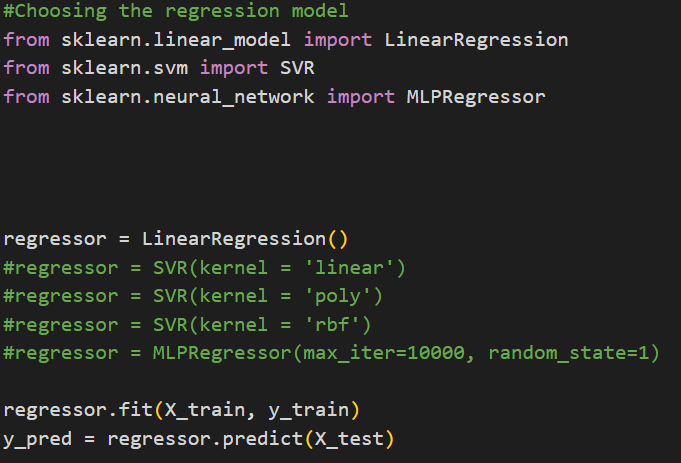 #Choosing the regression model
from sklearn.linear_model import LinearRegression
from sklearn.svm import SVR
from sklearn.neural_network import MLPRegressor
regressor = LinearRegression()
#regressor = SVR(kernel = 'linear')
#regressor = SVR(kernel = 'poly')
#regressor = SVR(kernel = 'rbf')
#regressor = MLPRegressor(max_iter=10000, random_state=1)
regressor.fit(X_train, y_train)
y_pred = regressor.predict(X_test)